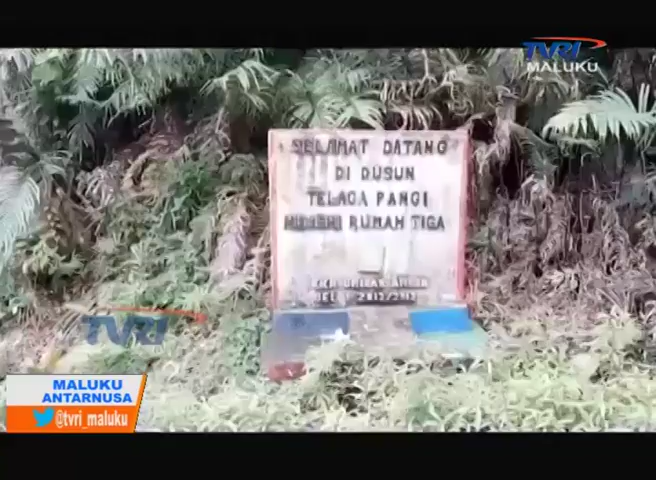 TVRI
MALUKU
SELAMAT DATANG
DI DUSUN
TELAGA PANGI
NEGERI RUMAH TIGA
TVRI
MALUKU
ANTARNUSA
@tvri_maluku